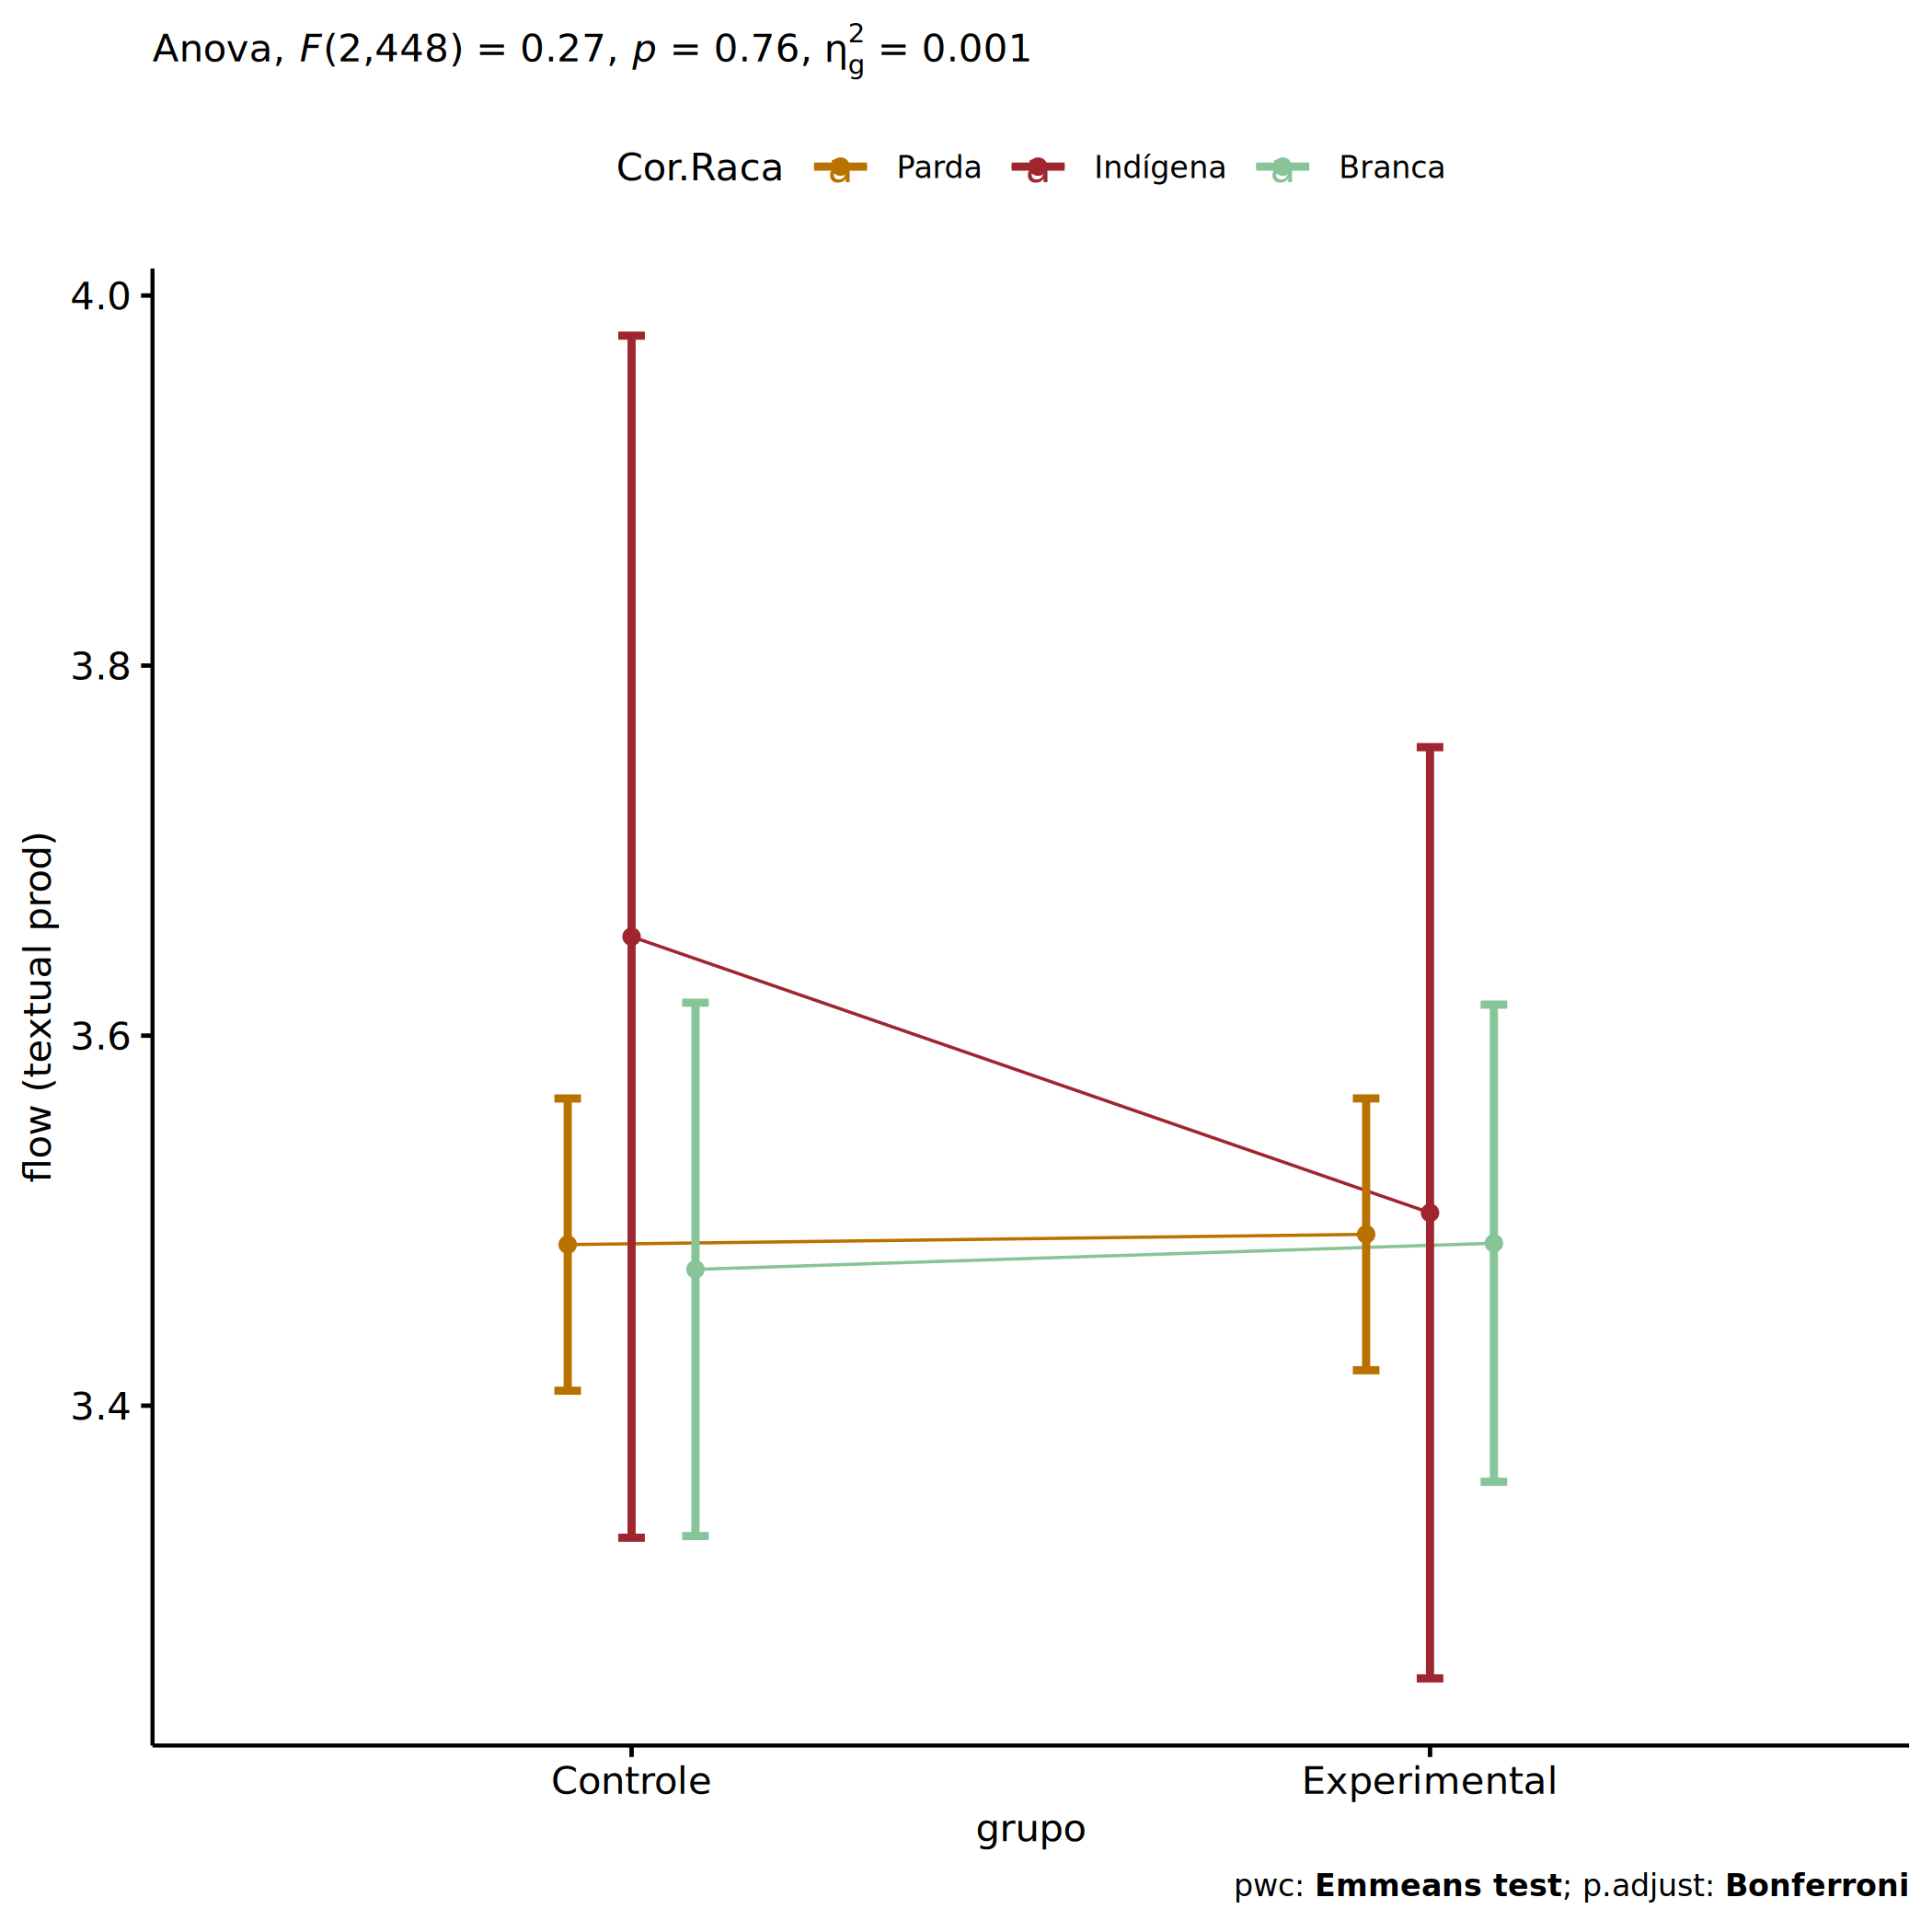 Anova, F(2,448) = 0.27, p = 0.76, η²g = 0.001
Cor.Raca a Parda a Indígena a Branca
4.0
3.8
3.6
3.4
flow (textual prod)
Controle Experimental
grupo
pwc: Emmeans test; p.adjust: Bonferroni